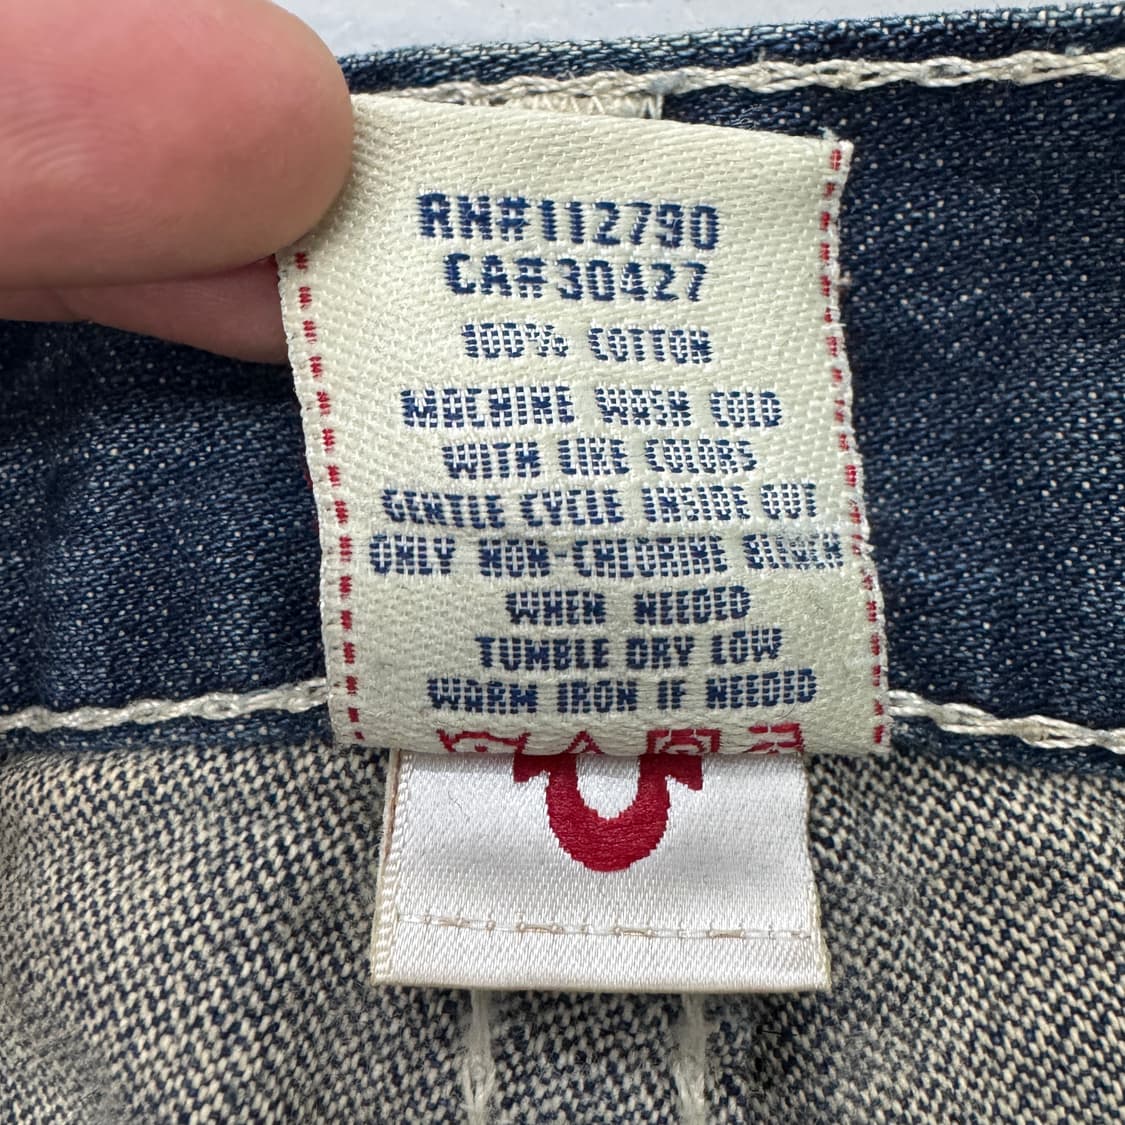 RN#112790
CA#30427
100% COTTON
MACHINE WASH COLD
WITH LIKE COLORS
GENTLE CYCLE INSIDE OUT
ONLY NON-CHLORINE
WHEN NEEDED
TUMBLE DRY LOW
WARM IRON IF NEEDED